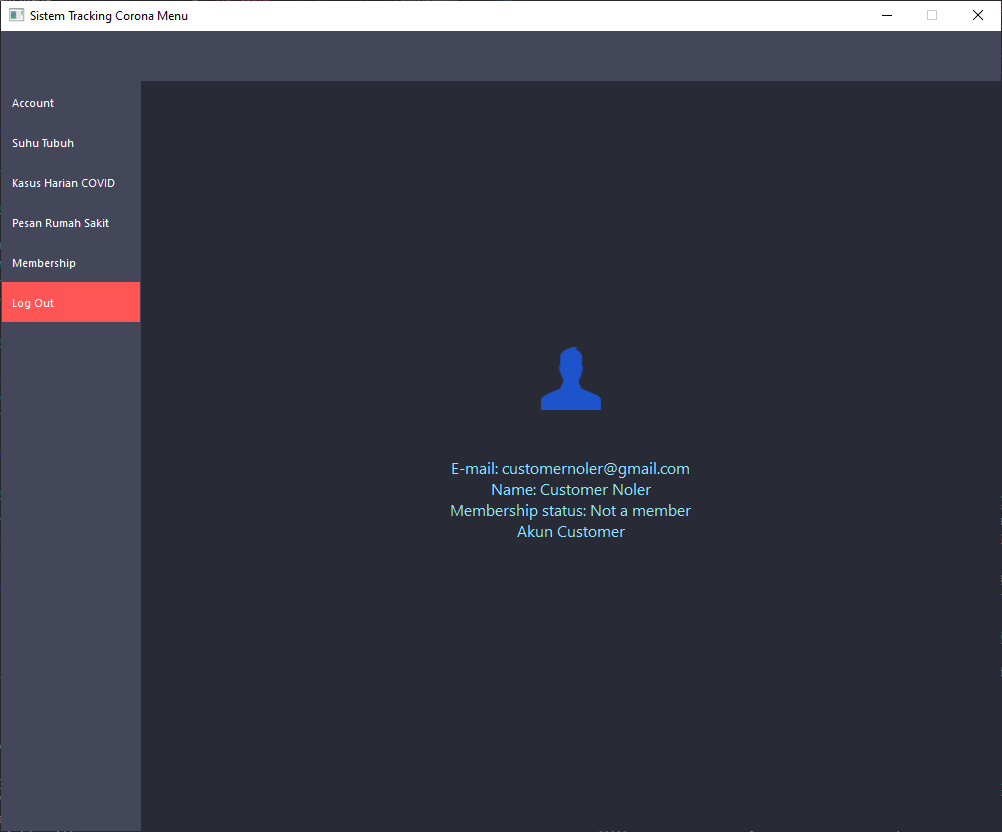 Sistem Tracking Corona Menu
Account
Suhu Tubuh
Kasus Harian COVID
Pesan Rumah Sakit
Membership
Log Out
E-mail: customernoler@gmail.com
Name: Customer Noler
Membership status: Not a member
Akun Customer